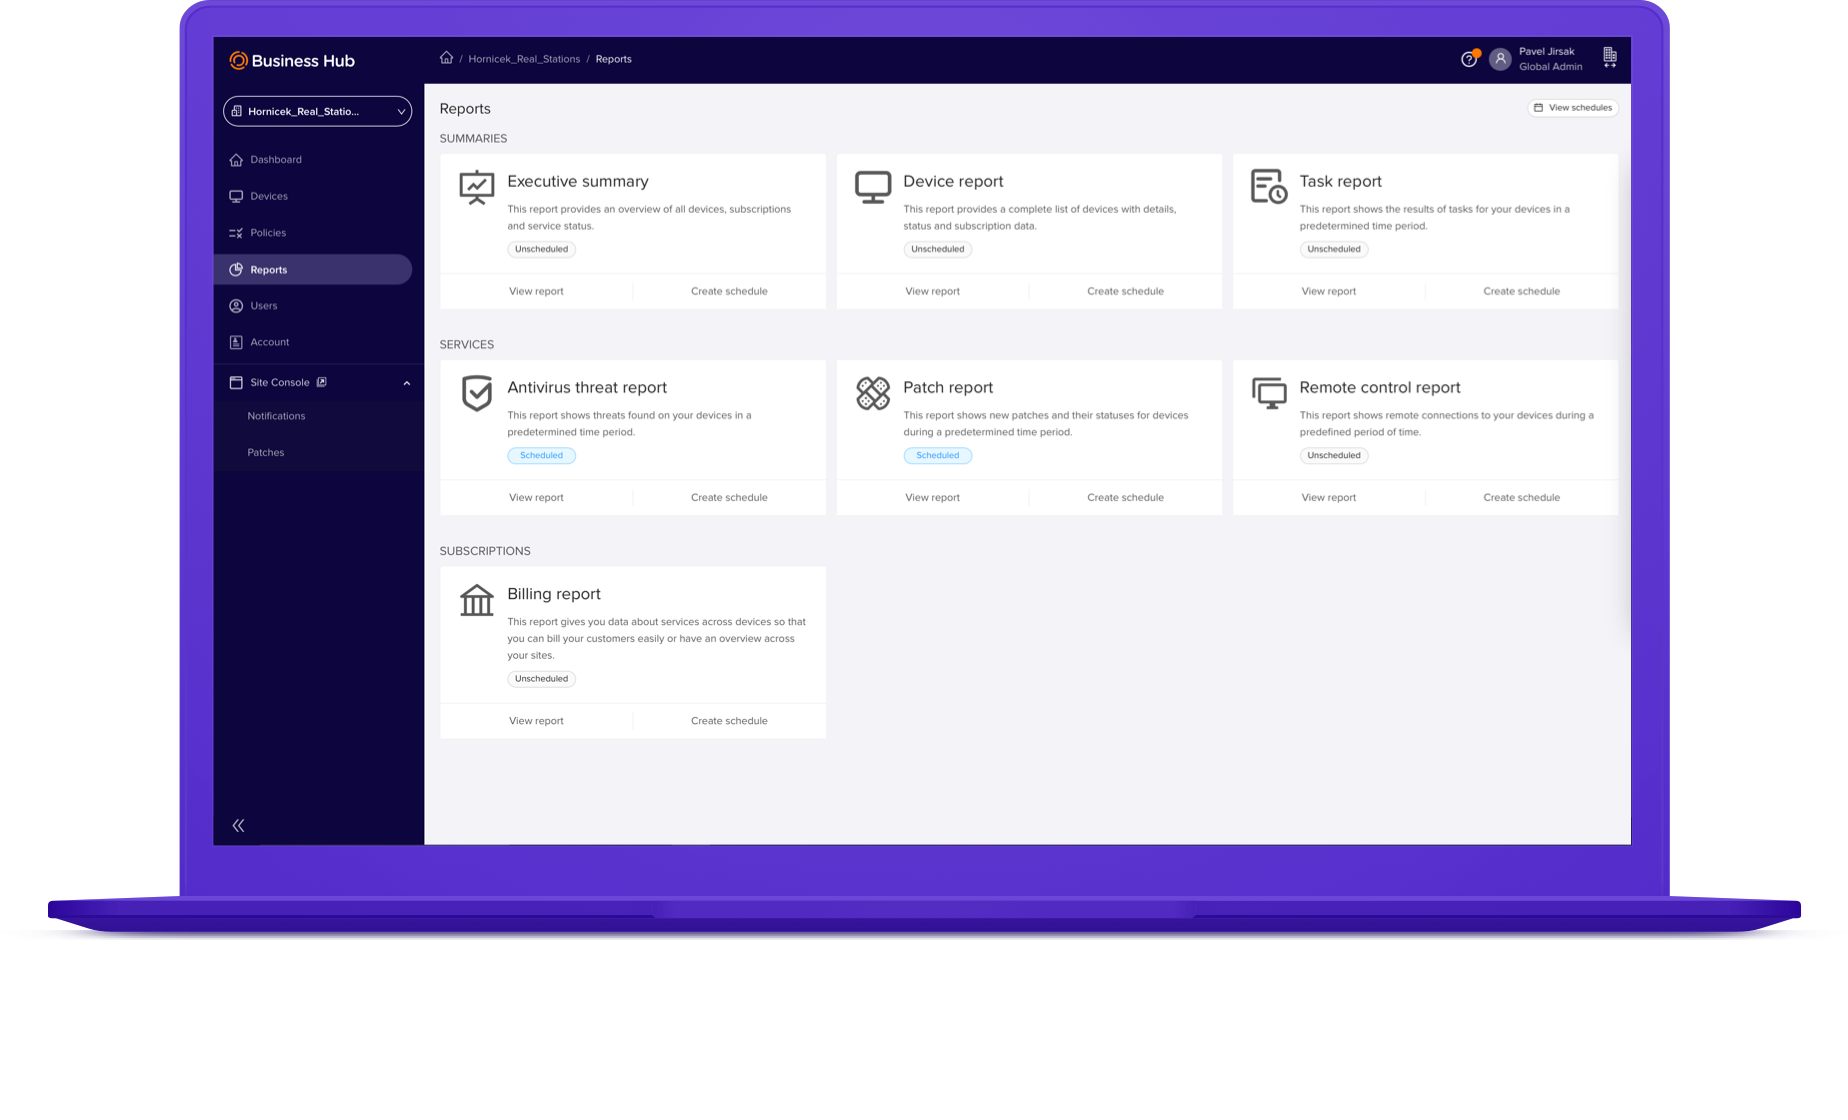 Business Hub
Hornicek_Real_Stations / Reports
Pavel Jirsak
Global Admin
Hornicek_Real_Statio...
Dashboard
Devices
Policies
Reports
Users
Account
Site Console
Notifications
Patches
Reports
View schedules
SUMMARIES
Executive summary
This report provides an overview of all devices, subscriptions
and service status.
Unscheduled
View report
Create schedule
Device report
This report provides a complete list of devices with details,
status and subscription data.
Unscheduled
View report
Create schedule
Task report
This report shows the results of tasks for your devices in a
predetermined time period.
Unscheduled
View report
Create schedule
SERVICES
Antivirus threat report
This report shows threats found on your devices in a
predetermined time period.
Scheduled
View report
Create schedule
Patch report
This report shows new patches and their statuses for devices
during a predetermined time period.
Scheduled
View report
Create schedule
Remote control report
This report shows remote connections to your devices during a
predefined period of time.
Unscheduled
View report
Create schedule
SUBSCRIPTIONS
Billing report
This report gives you data about services across devices so that
you can bill your customers easily or have an overview across
your sites.
Unscheduled
View report
Create schedule